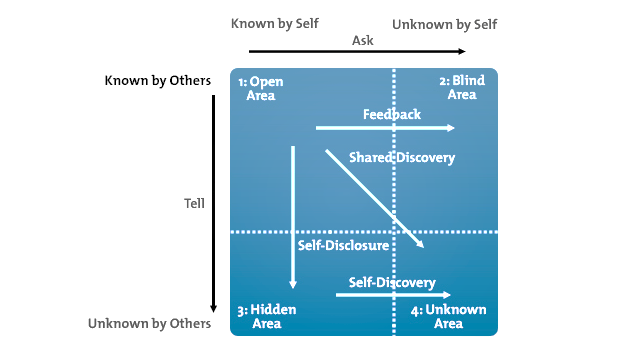 Known by Self
Unknown by Self
Ask
Known by Others
1: Open
Area
2: Blind
Area
Feedback
Shared Discovery
Tell
Self-Disclosure
Self-Discovery
3: Hidden
Area
4: Unknown
Area
Unknown by Others